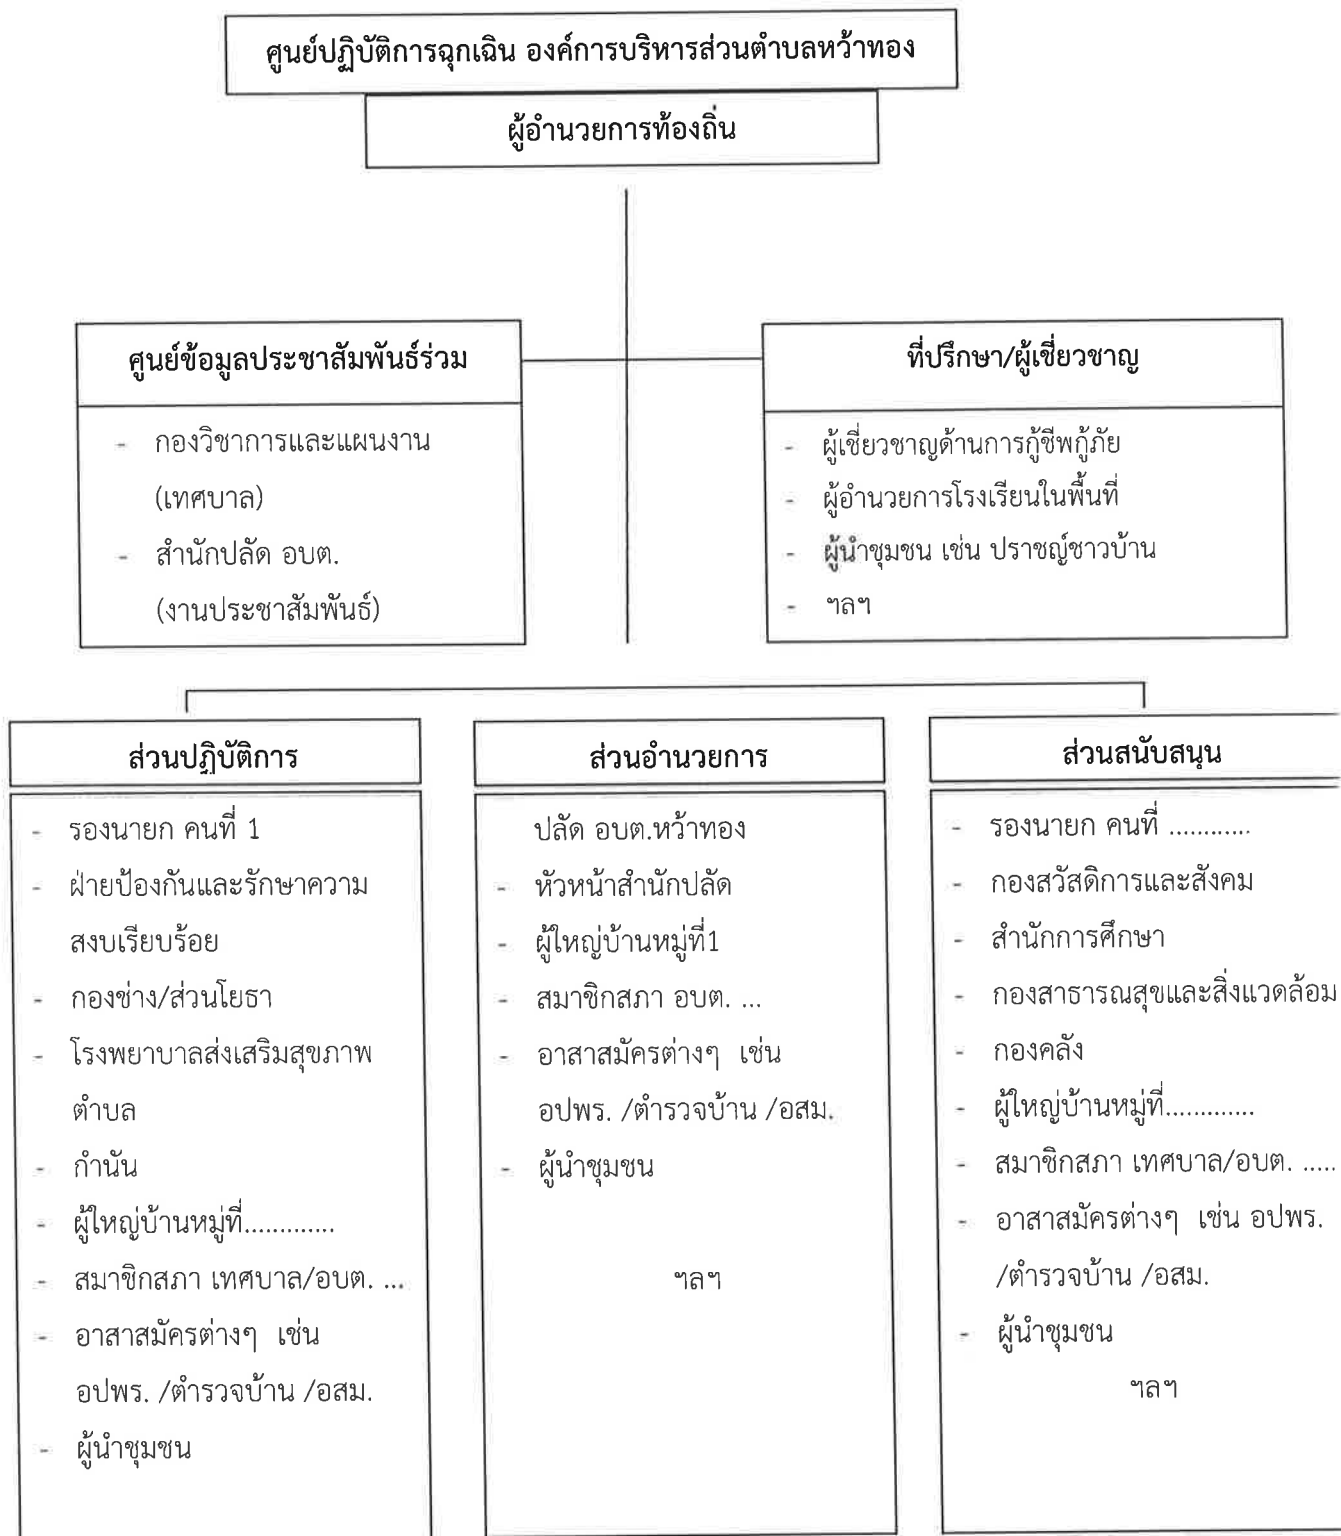 ศูนย์ปฏิบัติการฉุกเฉิน องค์การบริหารส่วนตำบลหว้าทอง
ผู้อำนวยการท้องถิ่น
ศูนย์ข้อมูลประชาสัมพันธ์ร่วม
- กองวิชาการและแผนงาน
(เทศบาล)
- สำนักปลัด อบต.
(งานประชาสัมพันธ์)
ที่ปรึกษา/ผู้เชี่ยวชาญ
- ผู้เชี่ยวชาญด้านการกู้ชีพกู้ภัย
- ผู้อำนวยการโรงเรียนในพื้นที่
- ผู้นำชุมชน เช่น ปราชญ์ชาวบ้าน
- ฯลฯ
ส่วนปฏิบัติการ
- รองนายก คนที่ 1
- ฝ่ายป้องกันและรักษาความ
สงบเรียบร้อย
- กองช่าง/ส่วนโยธา
- โรงพยาบาลส่งเสริมสุขภาพ
ตำบล
- กำนัน
- ผู้ใหญ่บ้านหมู่ที่.............
- สมาชิกสภา เทศบาล/อบต. ...
- อาสาสมัครต่างๆ เช่น
อปพร. /ตำรวจบ้าน /อสม.
- ผู้นำชุมชน
ส่วนอำนวยการ
ปลัด อบต.หว้าทอง
- หัวหน้าสำนักปลัด
- ผู้ใหญ่บ้านหมู่ที่1
- สมาชิกสภา อบต. ...
- อาสาสมัครต่างๆ เช่น
อปพร. /ตำรวจบ้าน /อสม.
- ผู้นำชุมชน
ฯลฯ
ส่วนสนับสนุน
- รองนายก คนที่ ............
- กองสวัสดิการและสังคม
- สำนักการศึกษา
- กองสาธารณสุขและสิ่งแวดล้อม
- กองคลัง
- ผู้ใหญ่บ้านหมู่ที่.............
- สมาชิกสภา เทศบาล/อบต. .....
- อาสาสมัครต่างๆ เช่น อปพร.
/ตำรวจบ้าน /อสม.
- ผู้นำชุมชน
ฯลฯ